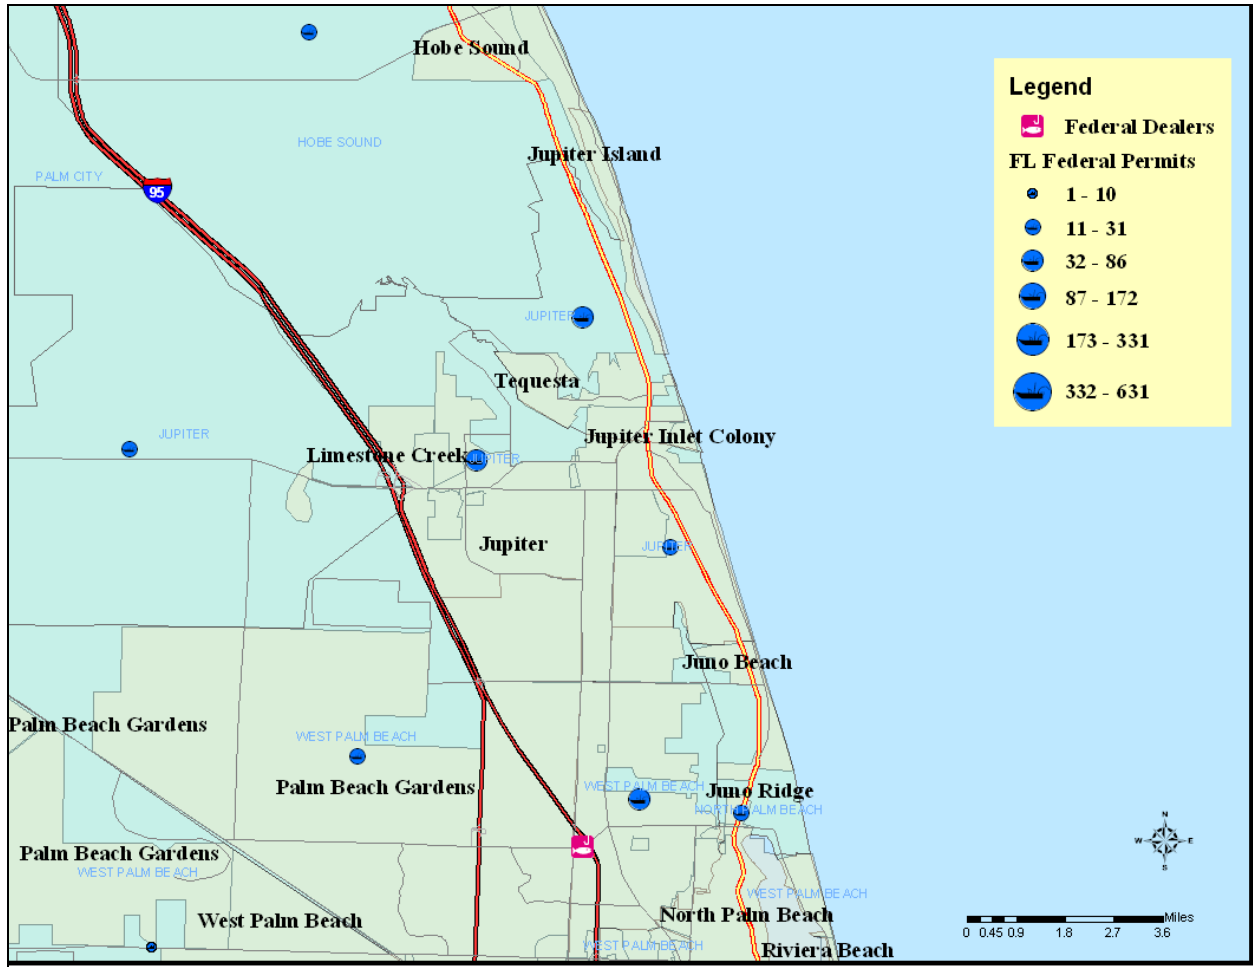 Hobe Sound
Legend
Federal Dealers
HOBE SOUND
Jupiter Island
FL Federal Permits
PALM CITY
95
1 - 10
11 - 31
32 - 86
87 - 172
JUPITER
173 - 331
Tequesta
332 - 631
JUPITER
Jupiter Inlet Colony
Limestone Creek
JUPITER
Jupiter
JUPITER
Juno Beach
Palm Beach Gardens
WEST PALM BEACH
Palm Beach Gardens
WEST PALM BEACH
Juno Ridge
NORTH PALM BEACH
N
W E
S
Palm Beach Gardens
WEST PALM BEACH
WEST PALM BEACH
West Palm Beach
North Palm Beach
Miles
0 0.45 0.9 1.8 2.7 3.6
WEST PALM BEACH
Riviera Beach